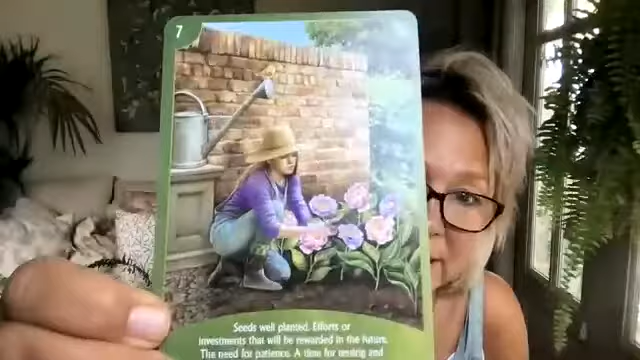 7
Seeds well planted. Efforts or
investments that will be rewarded in the future.
The need for patience. A time for and